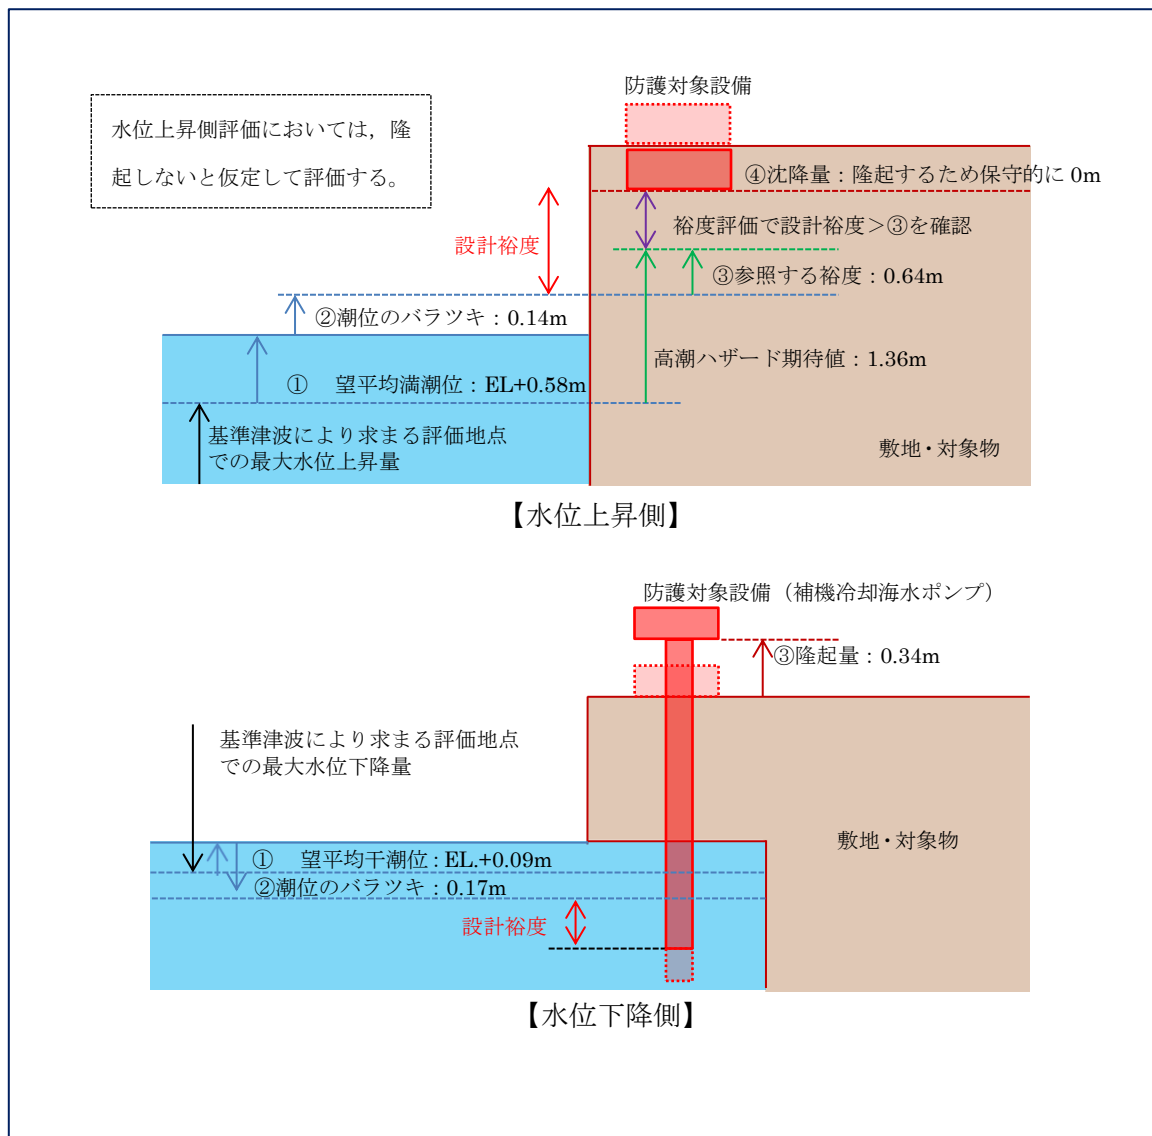 防護対象設備
水位上昇側評価においては，隆
起しないと仮定して評価する。
④沈降量：隆起するため保守的に 0m
裕度評価で設計裕度＞③を確認
設計裕度
③参照する裕度：0.64m
②潮位のバラツキ：0.14m
高潮ハザード期待値：1.36m
① 望平均満潮位：EL+0.58m
基準津波により求まる評価地点
での最大水位上昇量
敷地・対象物
【水位上昇側】
防護対象設備（補機冷却海水ポンプ）
③隆起量：0.34m
基準津波により求まる評価地点
での最大水位下降量
敷地・対象物
① 望平均干潮位：EL.+0.09m
②潮位のバラツキ：0.17m
設計裕度
【水位下降側】